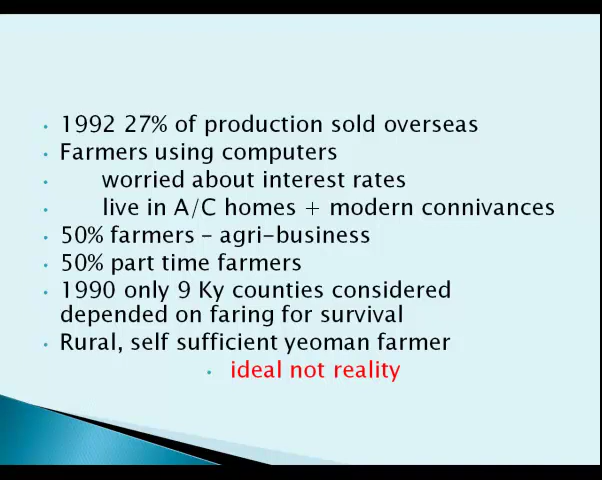 • 1992 27% of production sold overseas
• Farmers using computers
• worried about interest rates
• live in A/C homes + modern connivances
• 50% farmers – agri-business
• 50% part time farmers
• 1990 only 9 Ky counties considered
depended on faring for survival
• Rural, self sufficient yeoman farmer
• ideal not reality